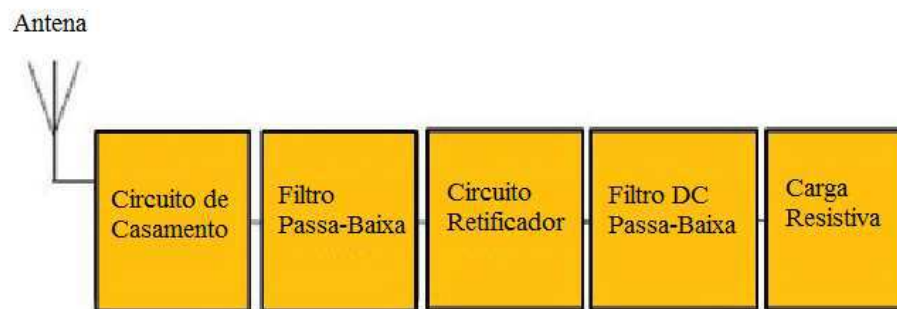 Antena
Circuito de
Casamento
Filtro
Passa-Baixa
Circuito
Retificador
Filtro DC
Passa-Baixa
Carga
Resistiva